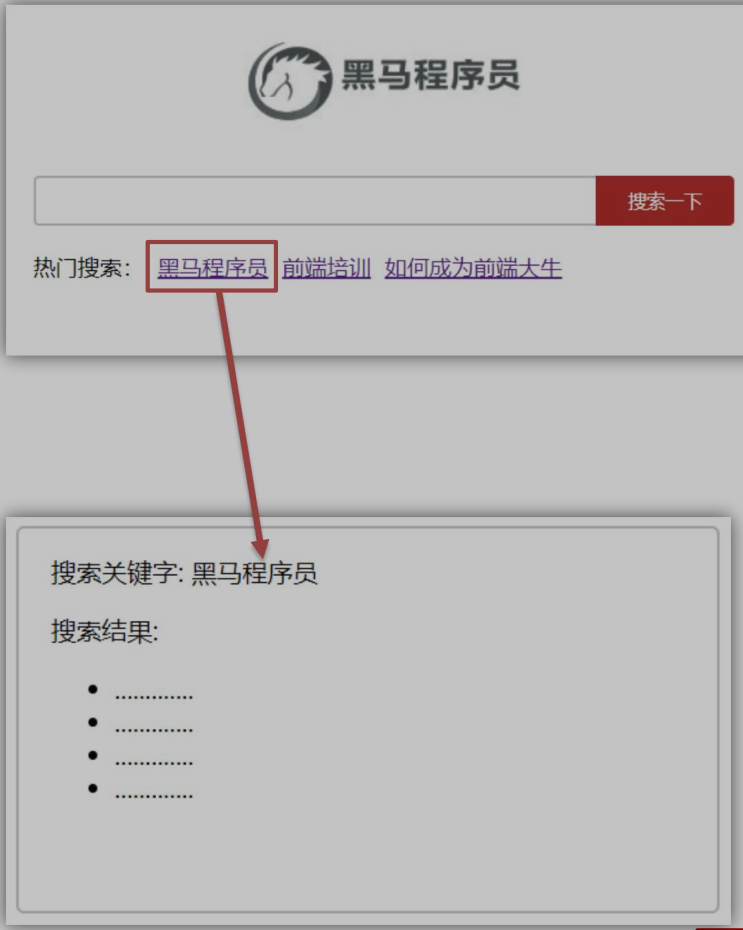 黑马程序员
搜索一下
热门搜索： 黑马程序员 前端培训 如何成为前端大牛
搜索关键字: 黑马程序员
搜索结果:
• .............
• .............
• .............
• .............